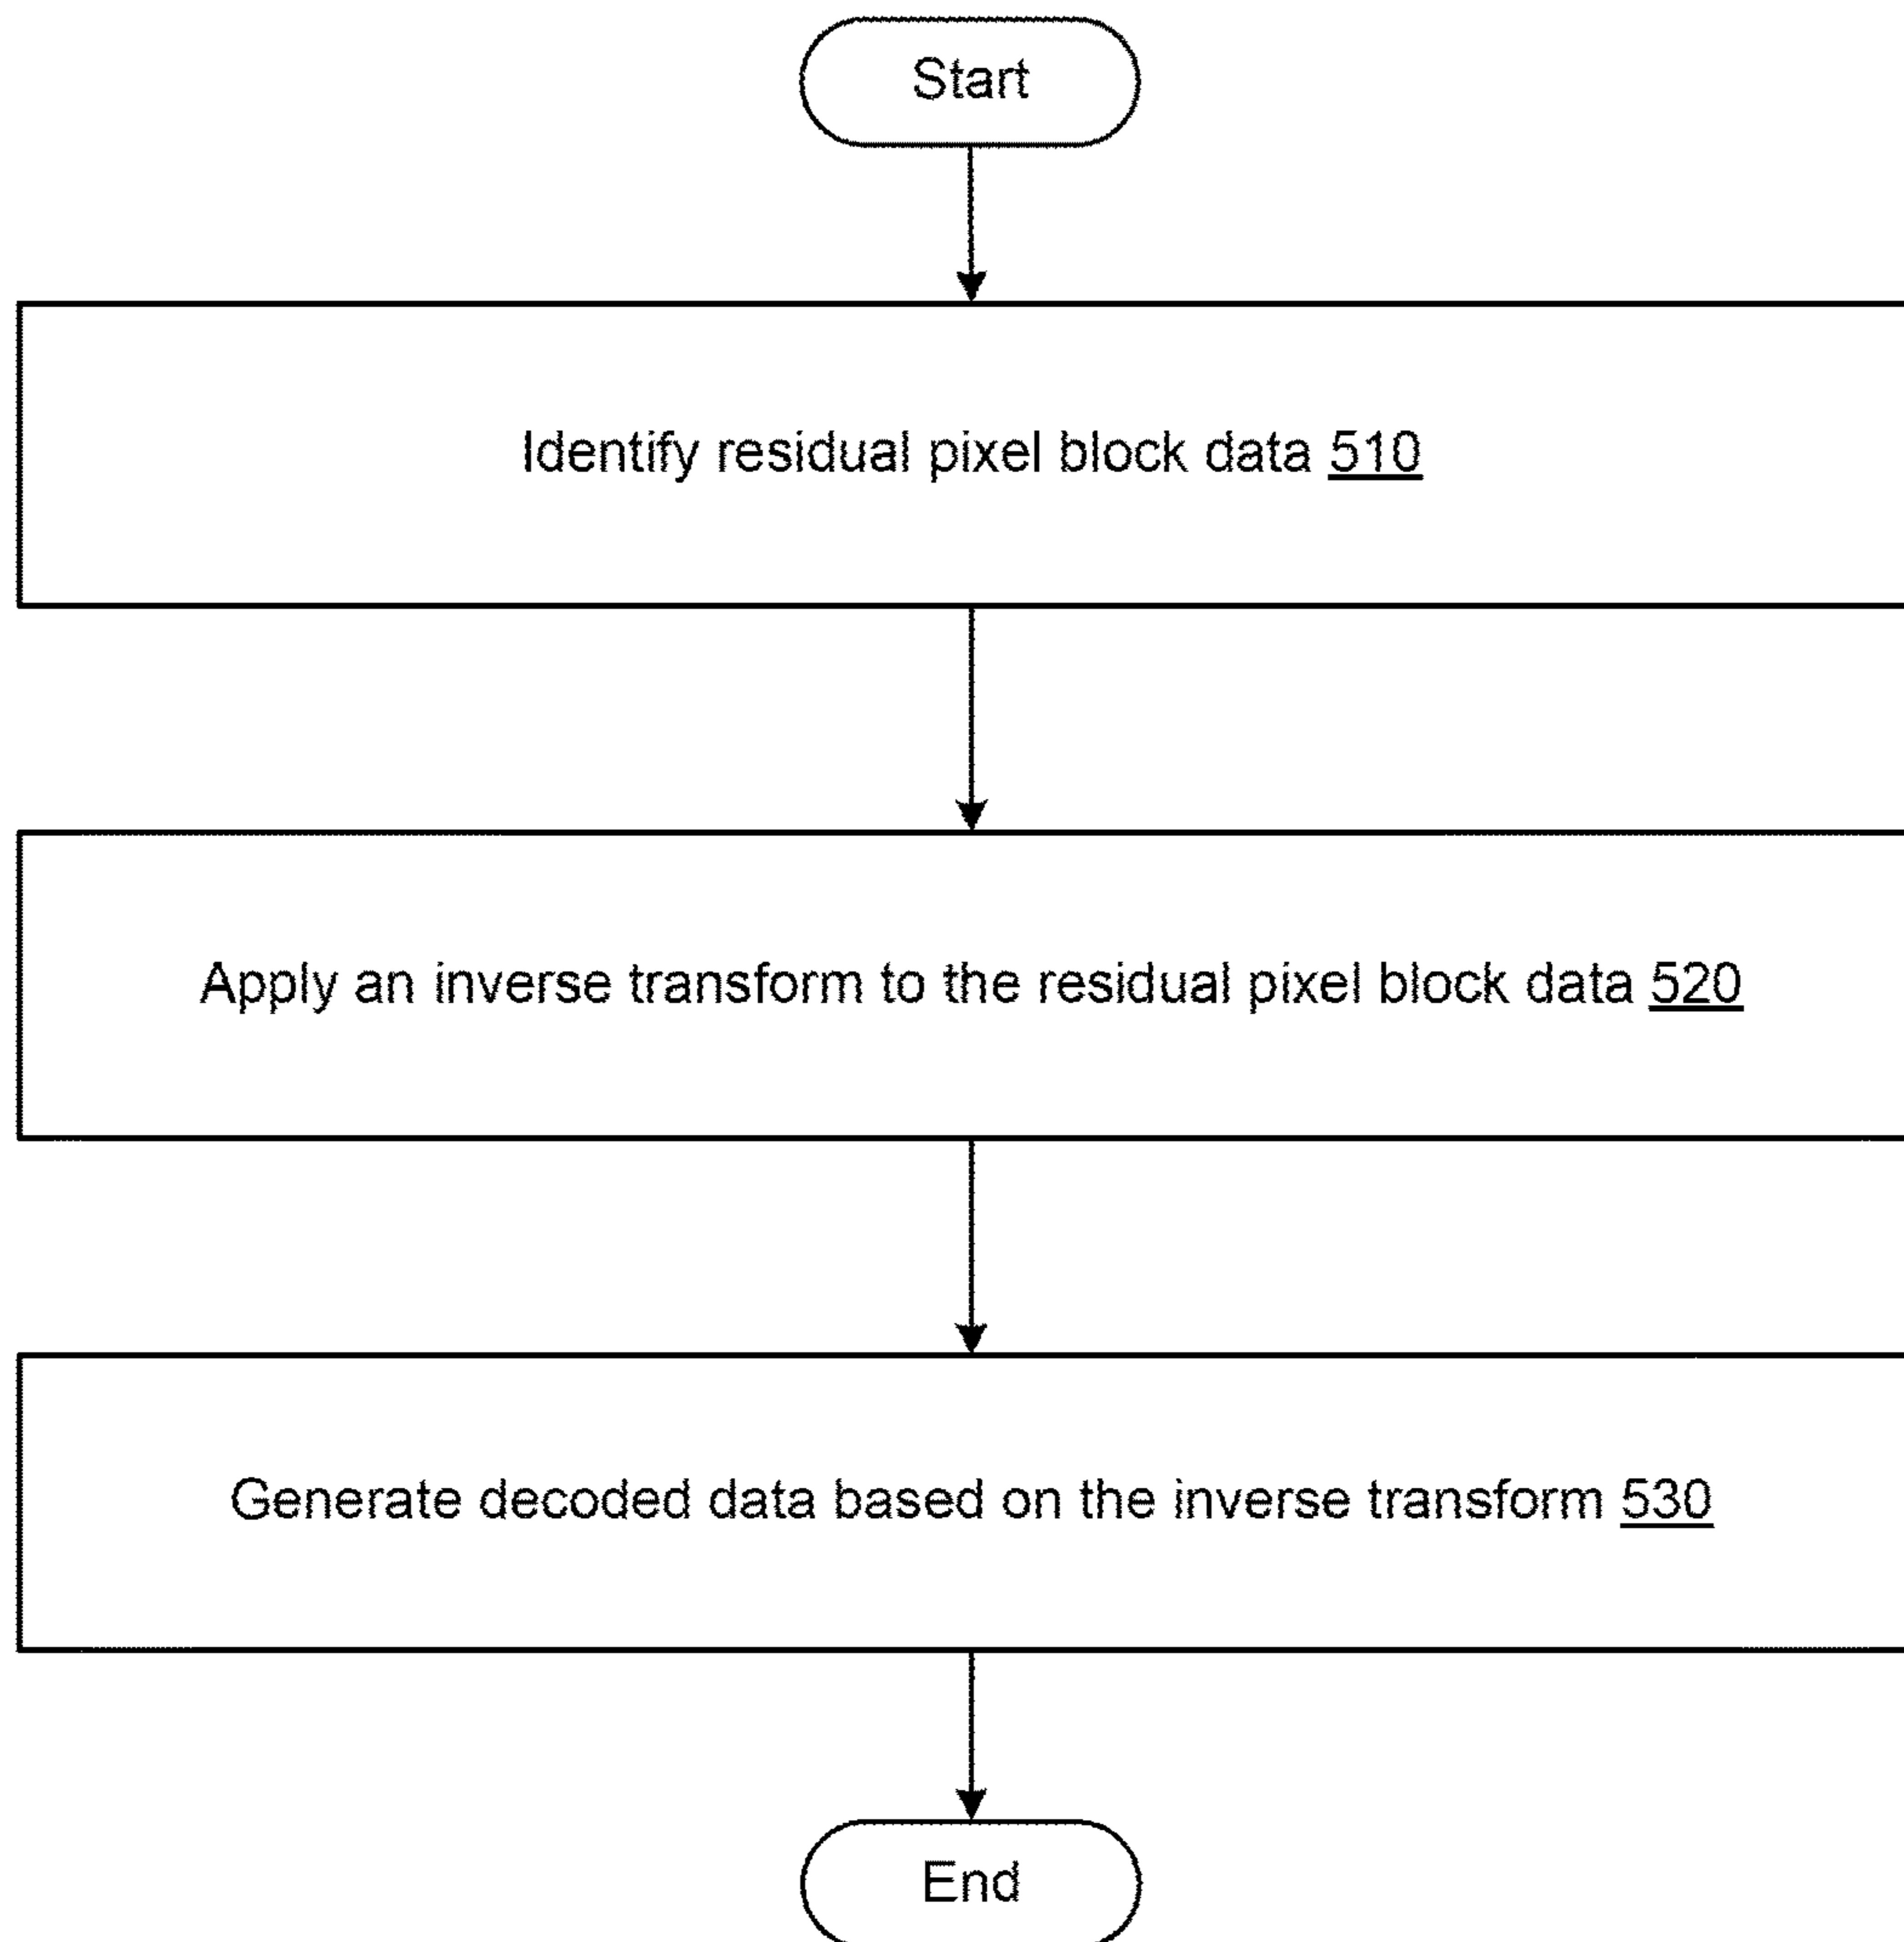 Start
Identify residual pixel block data 510
Apply an inverse transform to the residual pixel block data 520
Generate decoded data based on the inverse transform 530
End